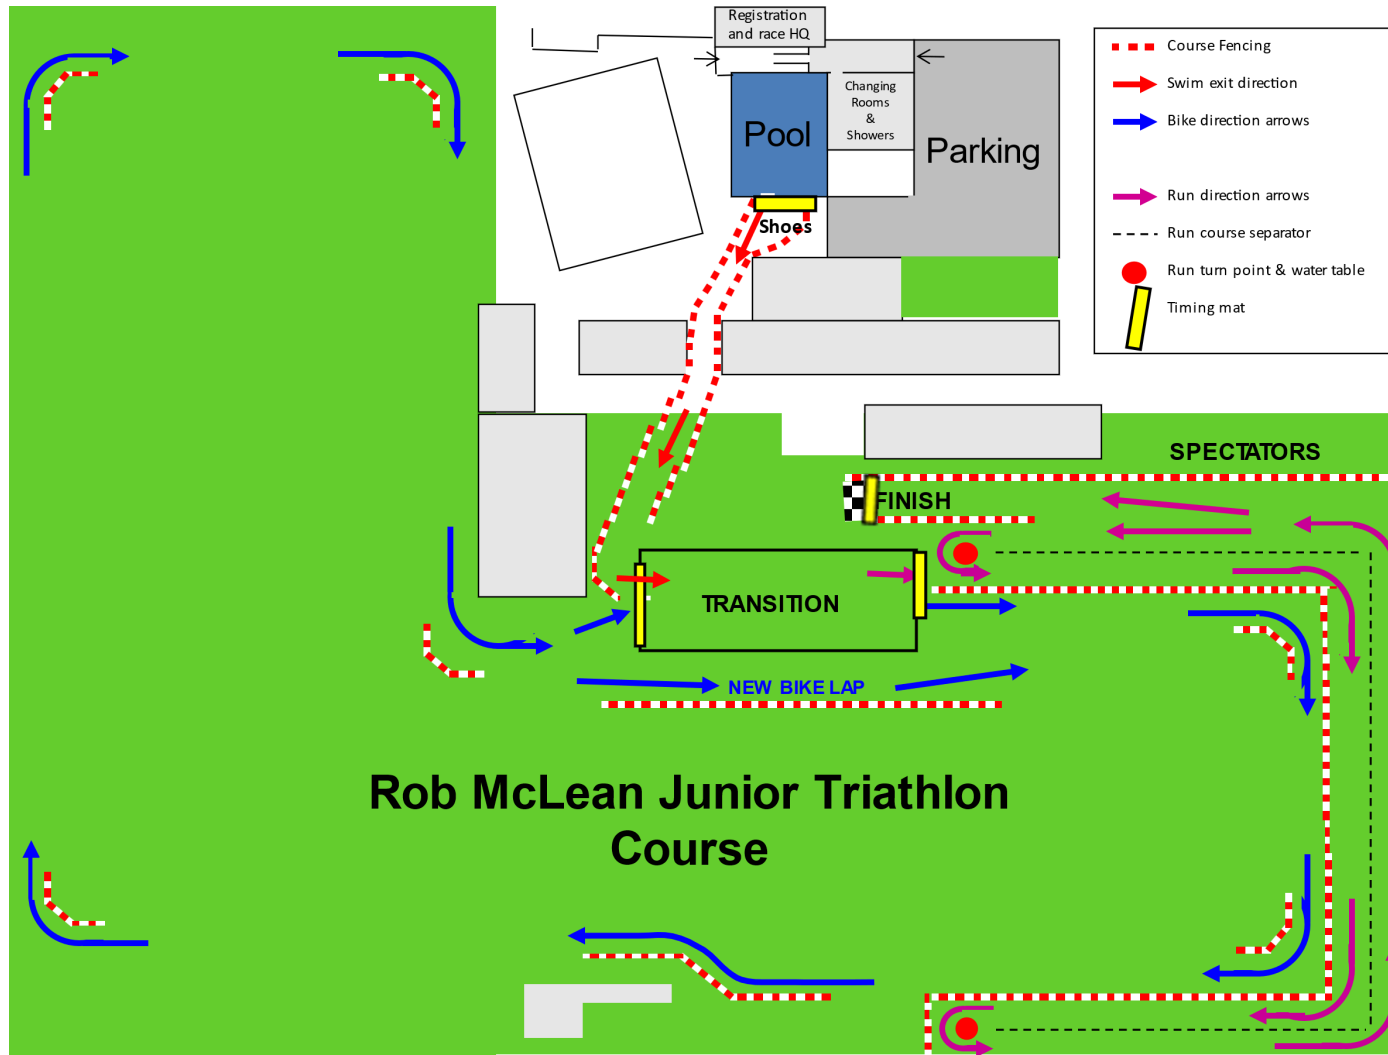 Registration
and race HQ
Changing
Rooms
&
Showers
Pool
Parking
Shoes
Course Fencing
Swim exit direction
Bike direction arrows
Run direction arrows
Run course separator
Run turn point & water table
Timing mat
SPECTATORS
FINISH
TRANSITION
NEW BIKE LAP
Rob McLean Junior Triathlon
Course